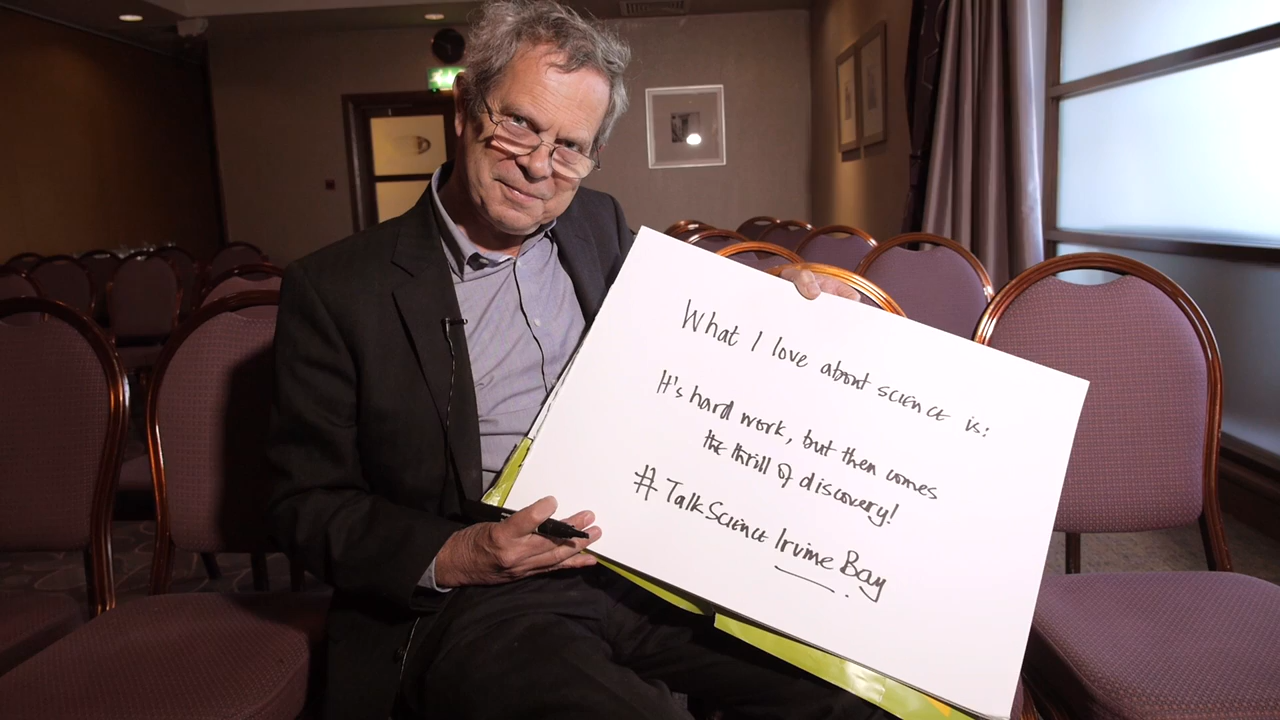 What I love about science is:
It's hard work, but then comes
the thrill of discovery!
#TalkScience Irvine Bay